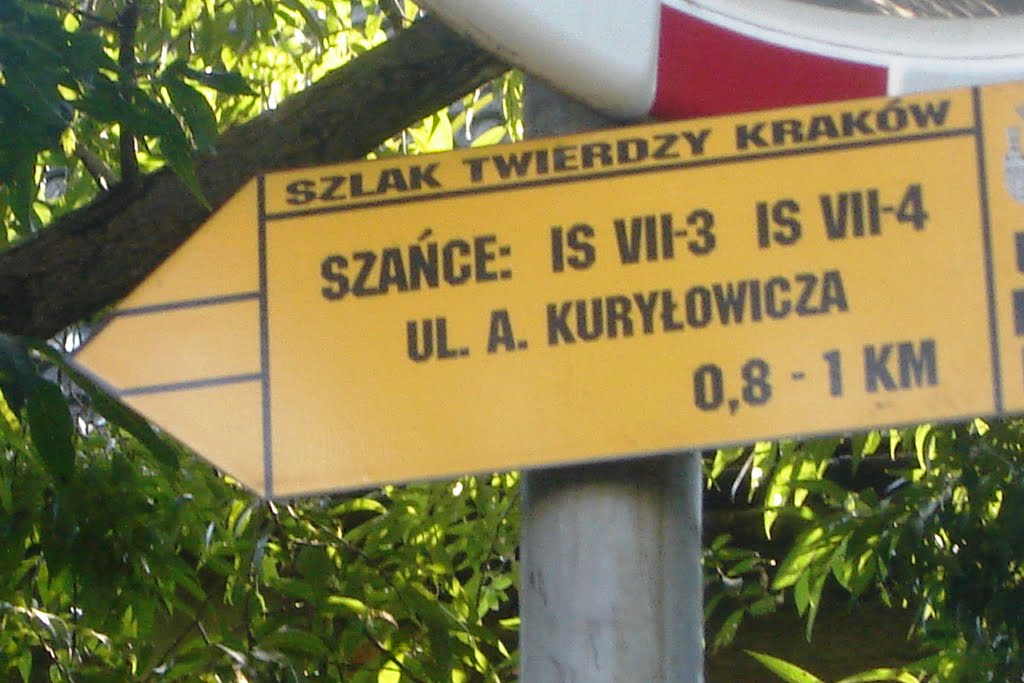 SZLAK TWIERDZY KRAKÓW
SZAŃCE: IS VII-3 IS VII-4
UL. A. KURYŁOWICZA
0,8 - 1 KM